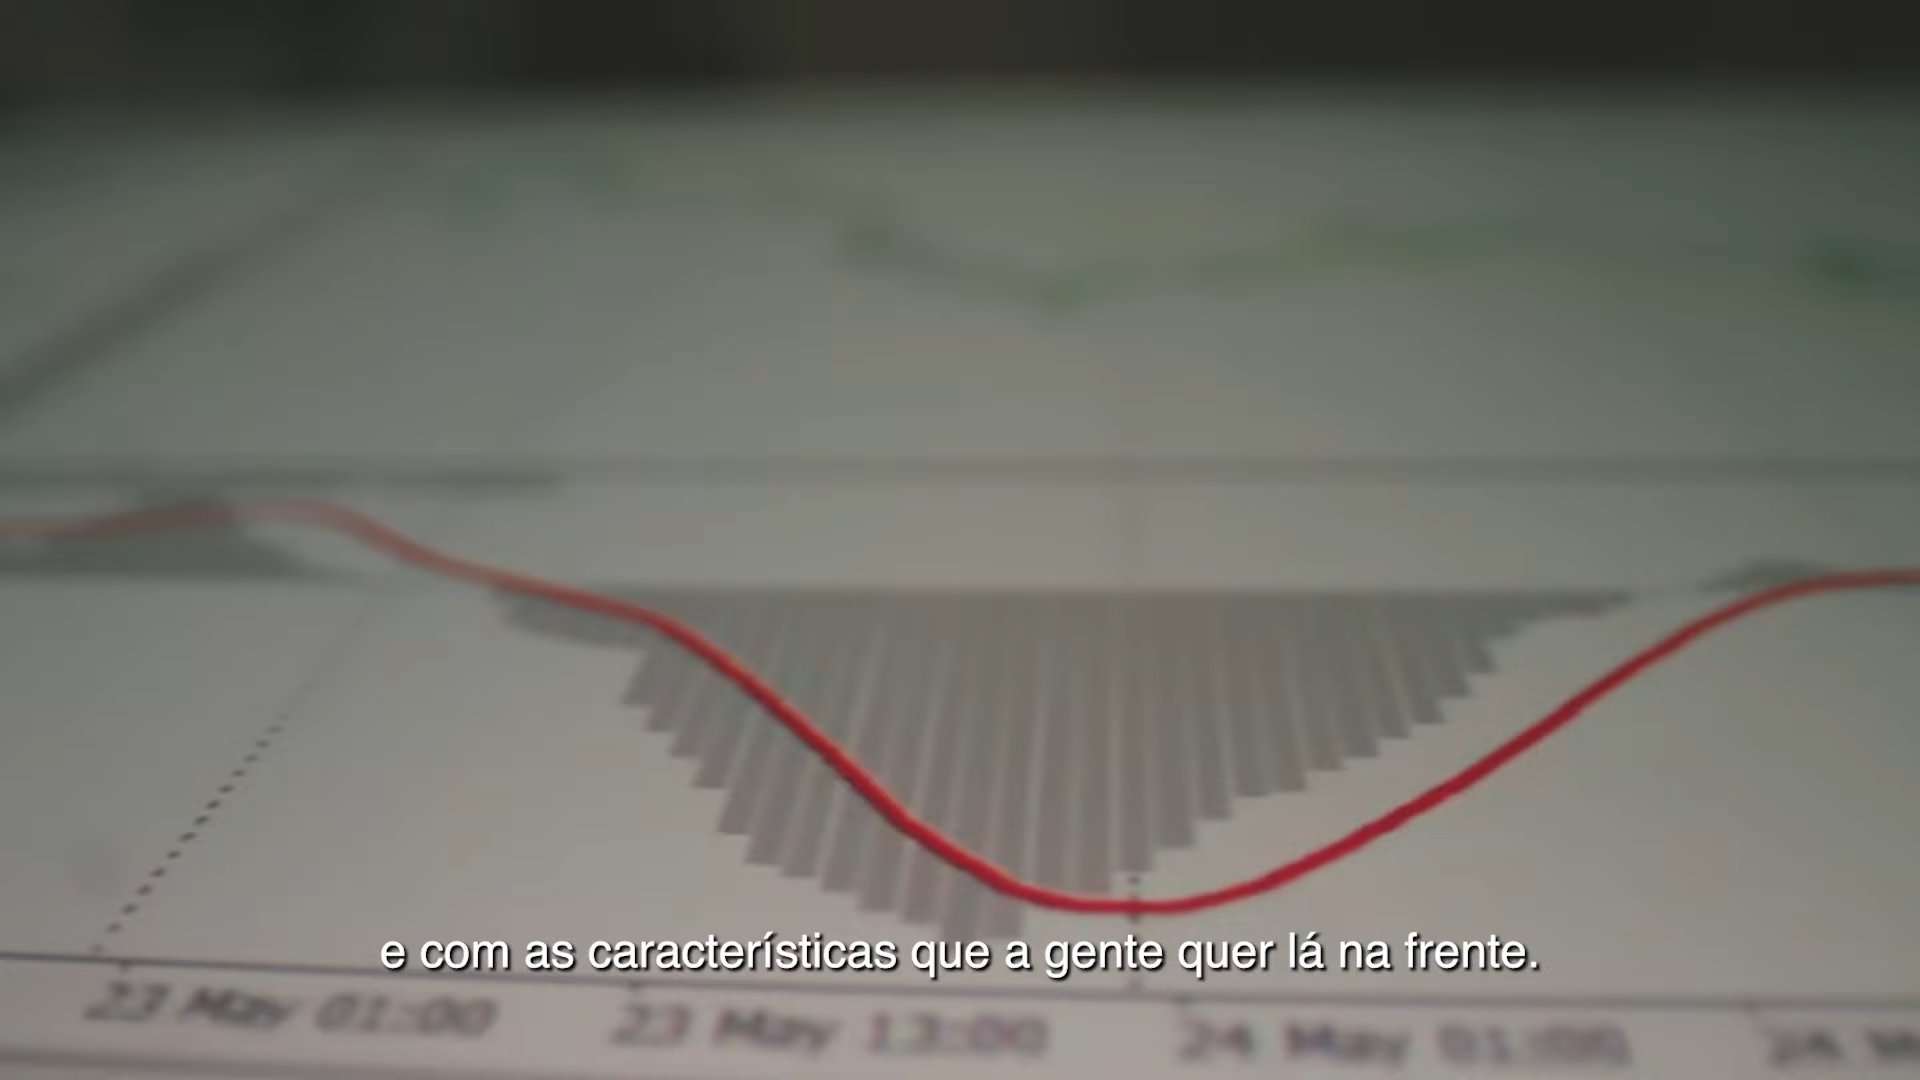 e com as características que a gente quer lá na frente.
23 May 01:00
23 May 13:00
24 May 01:00
24